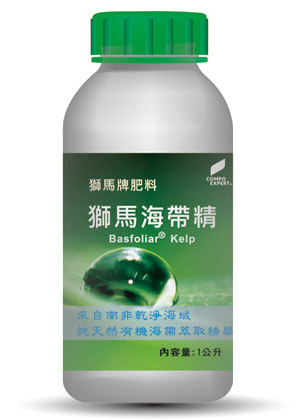 COMPO
EXPERT®
獅馬牌肥料
獅馬海帶精
Basfoliar® Kelp
來自南非乾淨海域
純天然有機海藻萃取精華
內容量:1公升